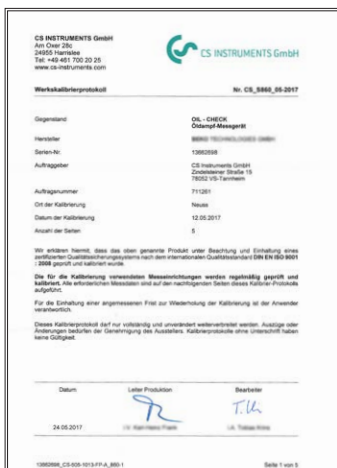 CS INSTRUMENTS GmbH
Am Oxer 28c
24955 Harrislee
Tel: +49 461 700 20 25
www.cs-instruments.com
CS INSTRUMENTS GmbH
Werkskalibrierprotokoll Nr. CS_S860_05-2017
Gegenstand OIL - CHECK
Öldampf-Messgerät
Hersteller
Serien-Nr. 13662698
Auftraggeber CS Instruments GmbH
Zindelsteiner Straße 15
78052 VS-Tannheim
Auftragenummer 711261
Ort der Kalibrierung Neuss
Datum der Kalibrierung 12.05.2017
Anzahl der Seiten 5
Wir erklären hiermit, dass das oben genannte Produkt unter Beachtung und Einhaltung eines
zertifizierten Qualitätssicherungsystems nach dem internationalen Qualitätsstandard DIN EN ISO 9001
: 2008 geprüft und kalibriert wurde.
Die für die Kalibrierung verwendeten Messeinrichtungen werden regelmäßig geprüft und
kalibriert. Alle erforderlichen Messdaten sind auf den nachfolgenden Seiten dieses Kalibrier-Protokolls
aufgeführt.
Für die Einhaltung einer angemessenen Frist zur Wiederholung der Kalibrierung ist der Anwender
verantwortlich.
Dieses Kalibrierprotokoll darf nur vollständig und unverändert weiterverbreitet werden. Auszüge oder
Änderungen bedürfen der Genehmigung des Ausstellers. Kalibrierprotokolle ohne Unterschrift haben
keine Gültigkeit.
Datum Leiter Produktion Bearbeiter
24.05.2017
Seite 1 von 5